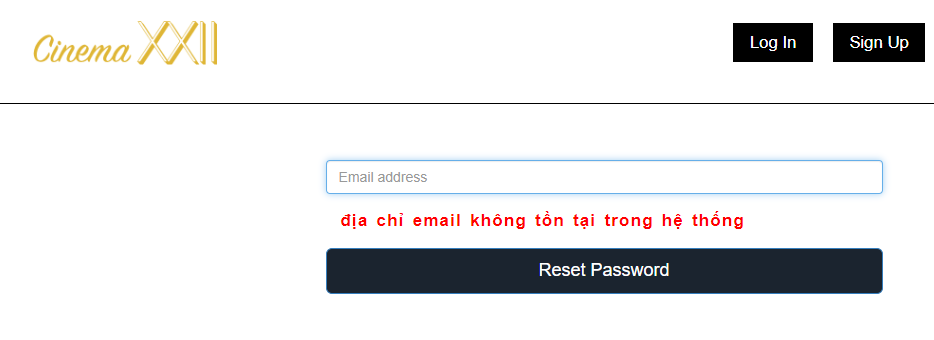 Cinema XXII
Log In
Sign Up
Email address
địa chỉ email không tồn tại trong hệ thống
Reset Password